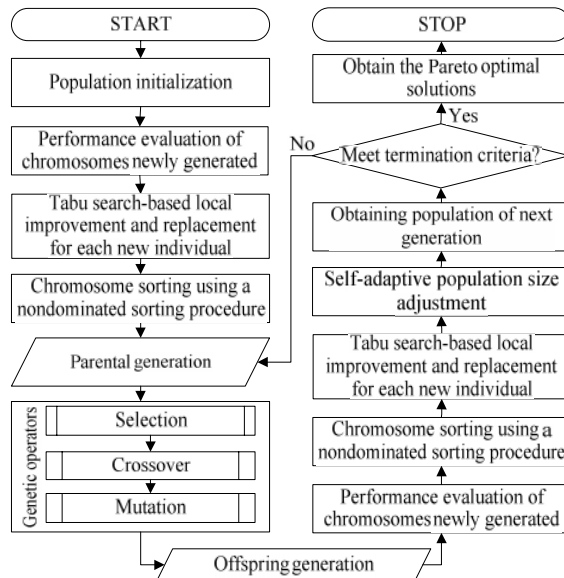 START
Population initialization
Performance evaluation of
chromosomes newly generated
Tabu search-based local
improvement and replacement
for each new individual
Chromosome sorting using a
nondominated sorting procedure
Parental generation
Genetic operators
Selection
Crossover
Mutation
Offspring generation
STOP
Obtain the Pareto optimal
solutions
Yes
No
Meet termination criteria?
Obtaining population of next
generation
Self-adaptive population size
adjustment
Tabu search-based local
improvement and replacement
for each new individual
Chromosome sorting using a
nondominated sorting procedure
Performance evaluation of
chromosomes newly generated